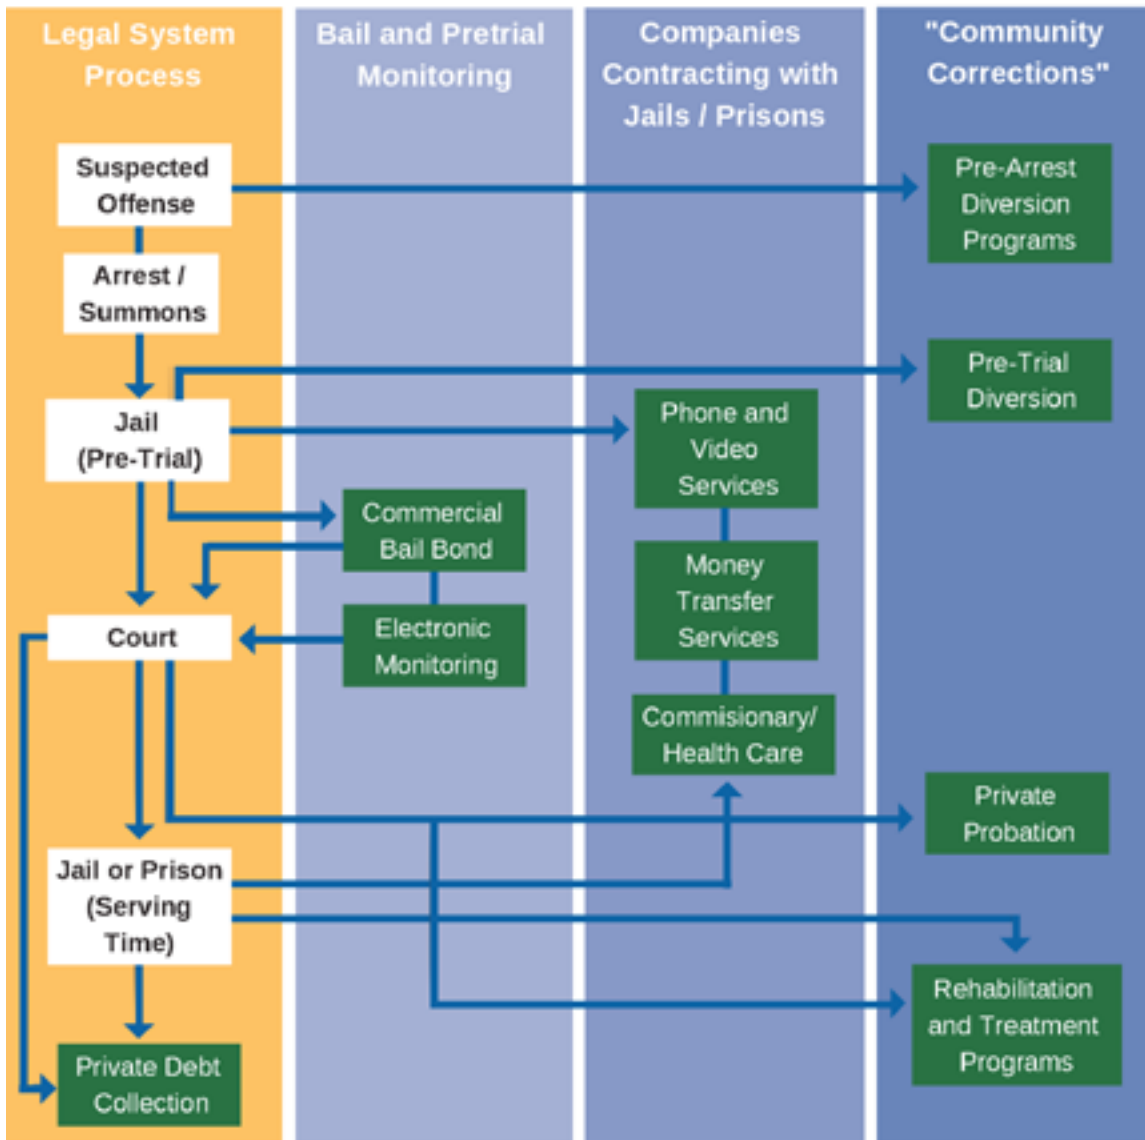 Legal System
Process
Bail and Pretrial
Monitoring
Companies
Contracting with
Jails / Prisons
"Community
Corrections"
Suspected
Offense
Pre-Arrest
Diversion
Programs
Arrest /
Summons
Pre-Trial
Diversion
Jail
(Pre-Trial)
Phone and
Video
Services
Commercial
Bail Bond
Money
Transfer
Services
Court
Electronic
Monitoring
Commisionary/
Health Care
Private
Probation
Jail or Prison
(Serving
Time)
Rehabilitation
and Treatment
Programs
Private Debt
Collection